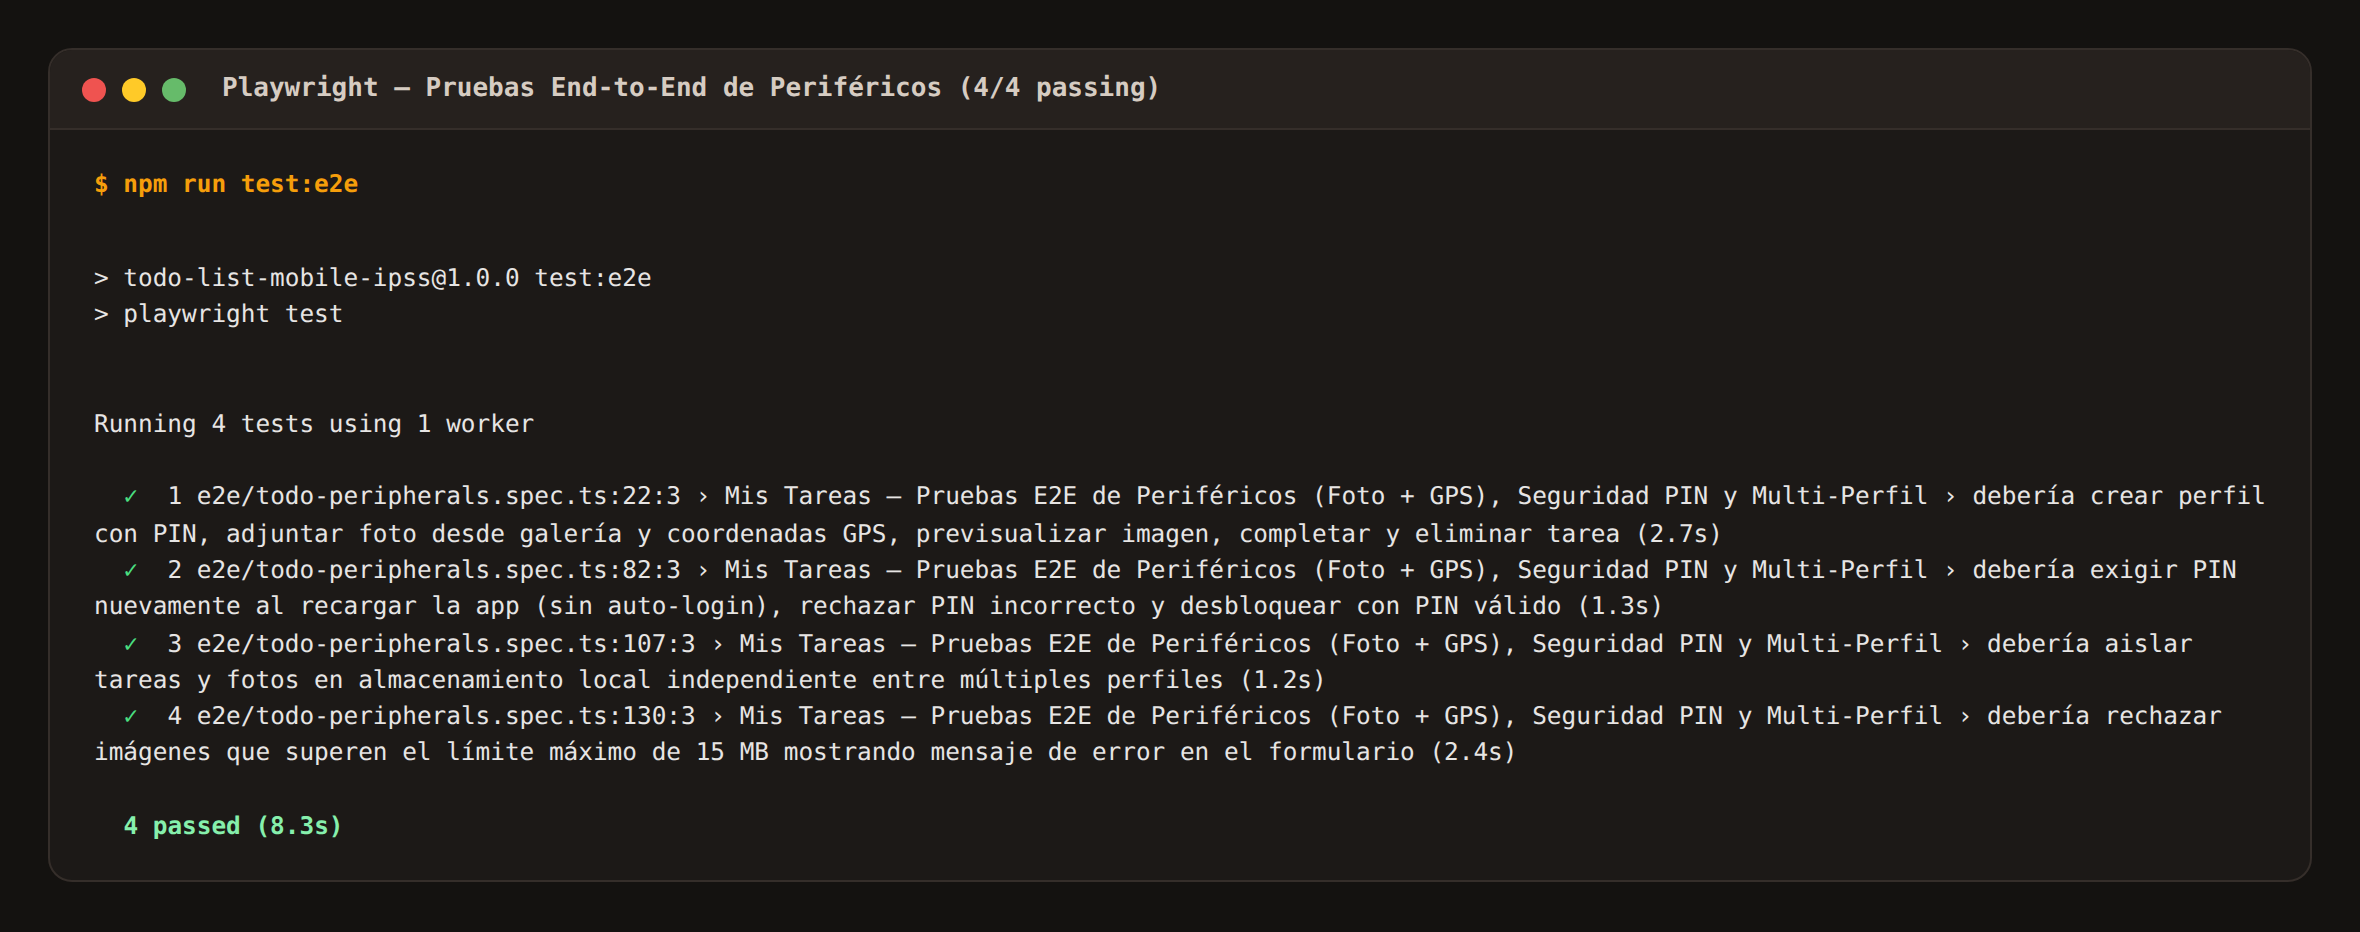 Playwright — Pruebas End-to-End de Periféricos (4/4 passing)
$ npm run test:e2e
> todo-list-mobile-ipss@1.0.0 test:e2e
> playwright test
Running 4 tests using 1 worker
✓  1 e2e/todo-peripherals.spec.ts:22:3 › Mis Tareas — Pruebas E2E de Periféricos (Foto + GPS), Seguridad PIN y Multi-Perfil › debería crear perfil
con PIN, adjuntar foto desde galería y coordenadas GPS, previsualizar imagen, completar y eliminar tarea (2.7s)
✓  2 e2e/todo-peripherals.spec.ts:82:3 › Mis Tareas — Pruebas E2E de Periféricos (Foto + GPS), Seguridad PIN y Multi-Perfil › debería exigir PIN
nuevamente al recargar la app (sin auto-login), rechazar PIN incorrecto y desbloquear con PIN válido (1.3s)
✓  3 e2e/todo-peripherals.spec.ts:107:3 › Mis Tareas — Pruebas E2E de Periféricos (Foto + GPS), Seguridad PIN y Multi-Perfil › debería aislar
tareas y fotos en almacenamiento local independiente entre múltiples perfiles (1.2s)
✓  4 e2e/todo-peripherals.spec.ts:130:3 › Mis Tareas — Pruebas E2E de Periféricos (Foto + GPS), Seguridad PIN y Multi-Perfil › debería rechazar
imágenes que superen el límite máximo de 15 MB mostrando mensaje de error en el formulario (2.4s)
4 passed (8.3s)